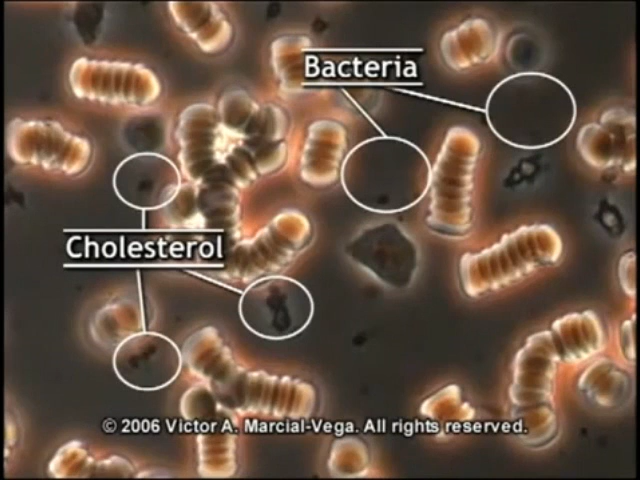 Bacteria
Cholesterol
© 2006 Victor A. Marcial-Vega. All rights reserved.